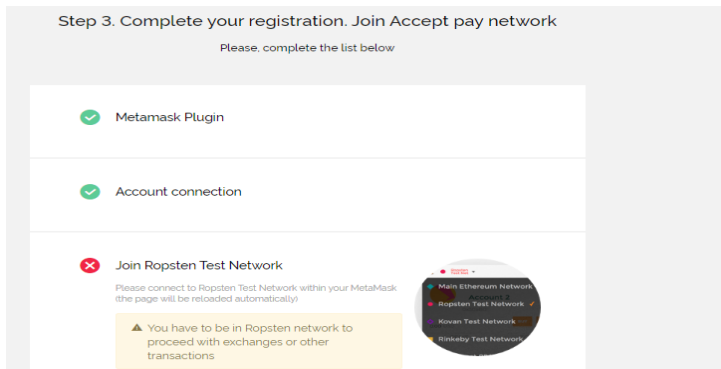 Step 3. Complete your registration. Join Accept pay network
Please, complete the list below
Metamask Plugin
Account connection
Join Ropsten Test Network
Please connect to Ropsten Test Network within your MetaMask
(the page will be reloaded automatically)
You have to be in Ropsten network to
proceed with exchanges or other
transactions
Main Ethereum Network
Account 2
Ropsten Test Network
Kovan Test Network
Rinkeby Test Network